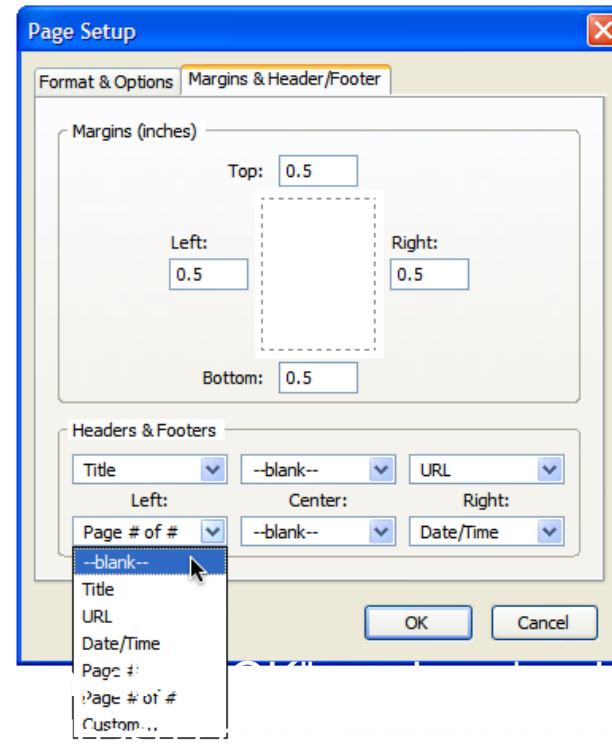 Page Setup
Format & Options Margins & Header/Footer
Margins (inches)
Top: 0.5
Left: Right:
0.5 0.5
Bottom: 0.5
Headers & Footers
Title --blank-- URL
Left: Center: Right:
Page # of # --blank-- Date/Time
--blank--
Title
URL
OK Cancel
Date/Time
Page #
Page # of #
Custom...